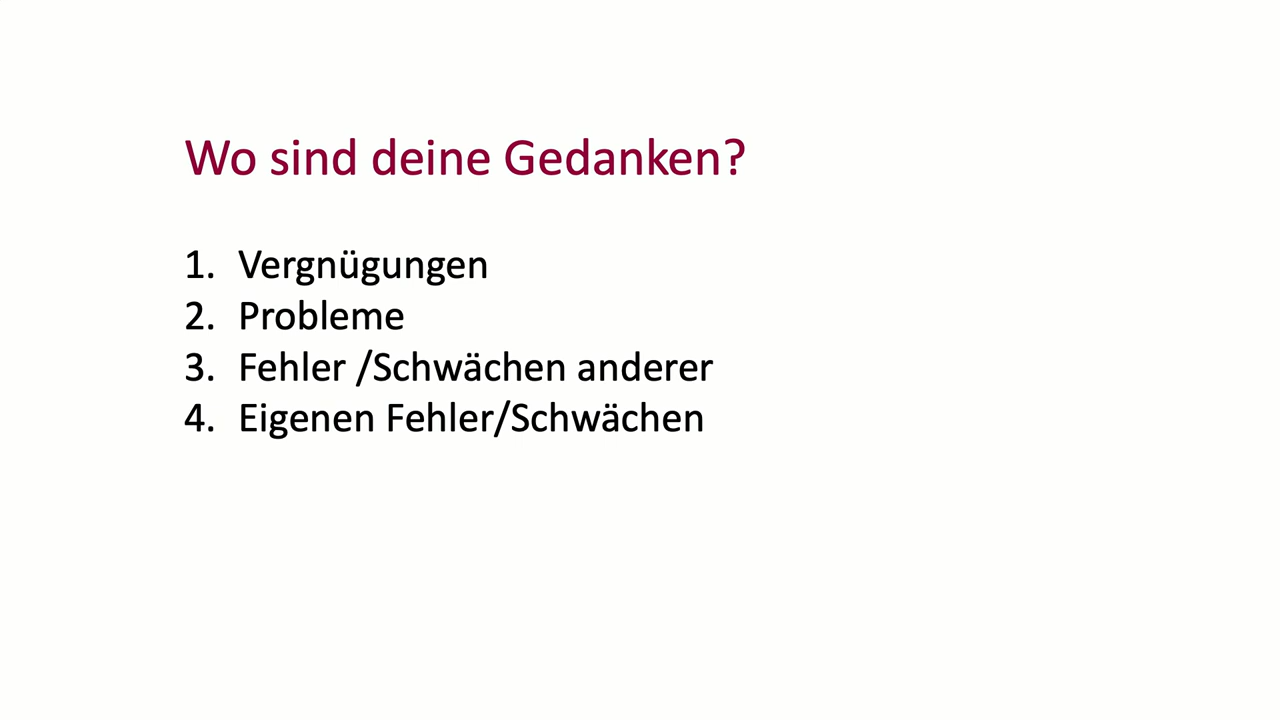 Wo sind deine Gedanken?
1. Vergnügungen
2. Probleme
3. Fehler /Schwächen anderer
4. Eigenen Fehler/Schwächen